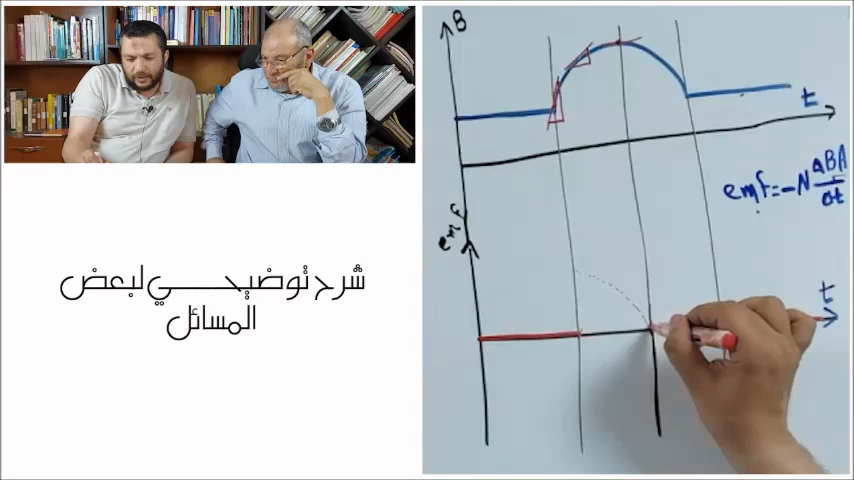 شرح توضيحي لبعض
المسائل
B
t
emf = -N ΔBA/Δt
emf
t